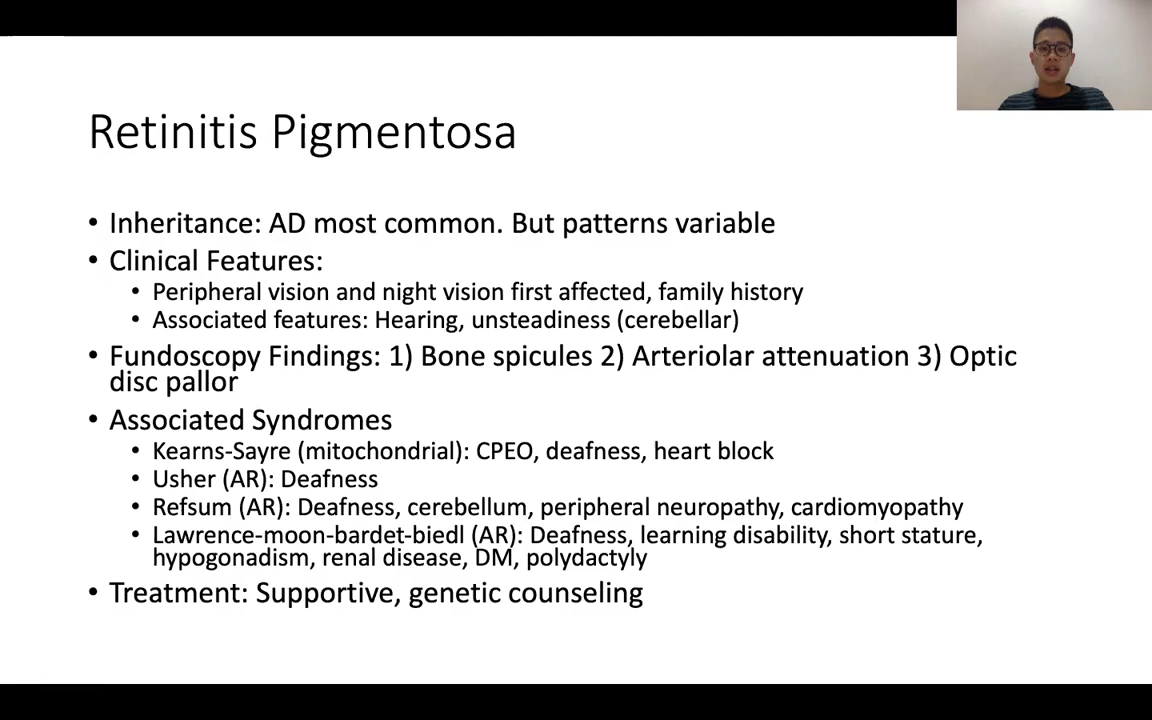 Retinitis Pigmentosa
• Inheritance: AD most common. But patterns variable
• Clinical Features:
• Peripheral vision and night vision first affected, family history
• Associated features: Hearing, unsteadiness (cerebellar)
• Fundoscopy Findings: 1) Bone spicules 2) Arteriolar attenuation 3) Optic
disc pallor
• Associated Syndromes
• Kearns-Sayre (mitochondrial): CPEO, deafness, heart block
• Usher (AR): Deafness
• Refsum (AR): Deafness, cerebellum, peripheral neuropathy, cardiomyopathy
• Lawrence-moon-bardet-biedl (AR): Deafness, learning disability, short stature,
hypogonadism, renal disease, DM, polydactyly
• Treatment: Supportive, genetic counseling